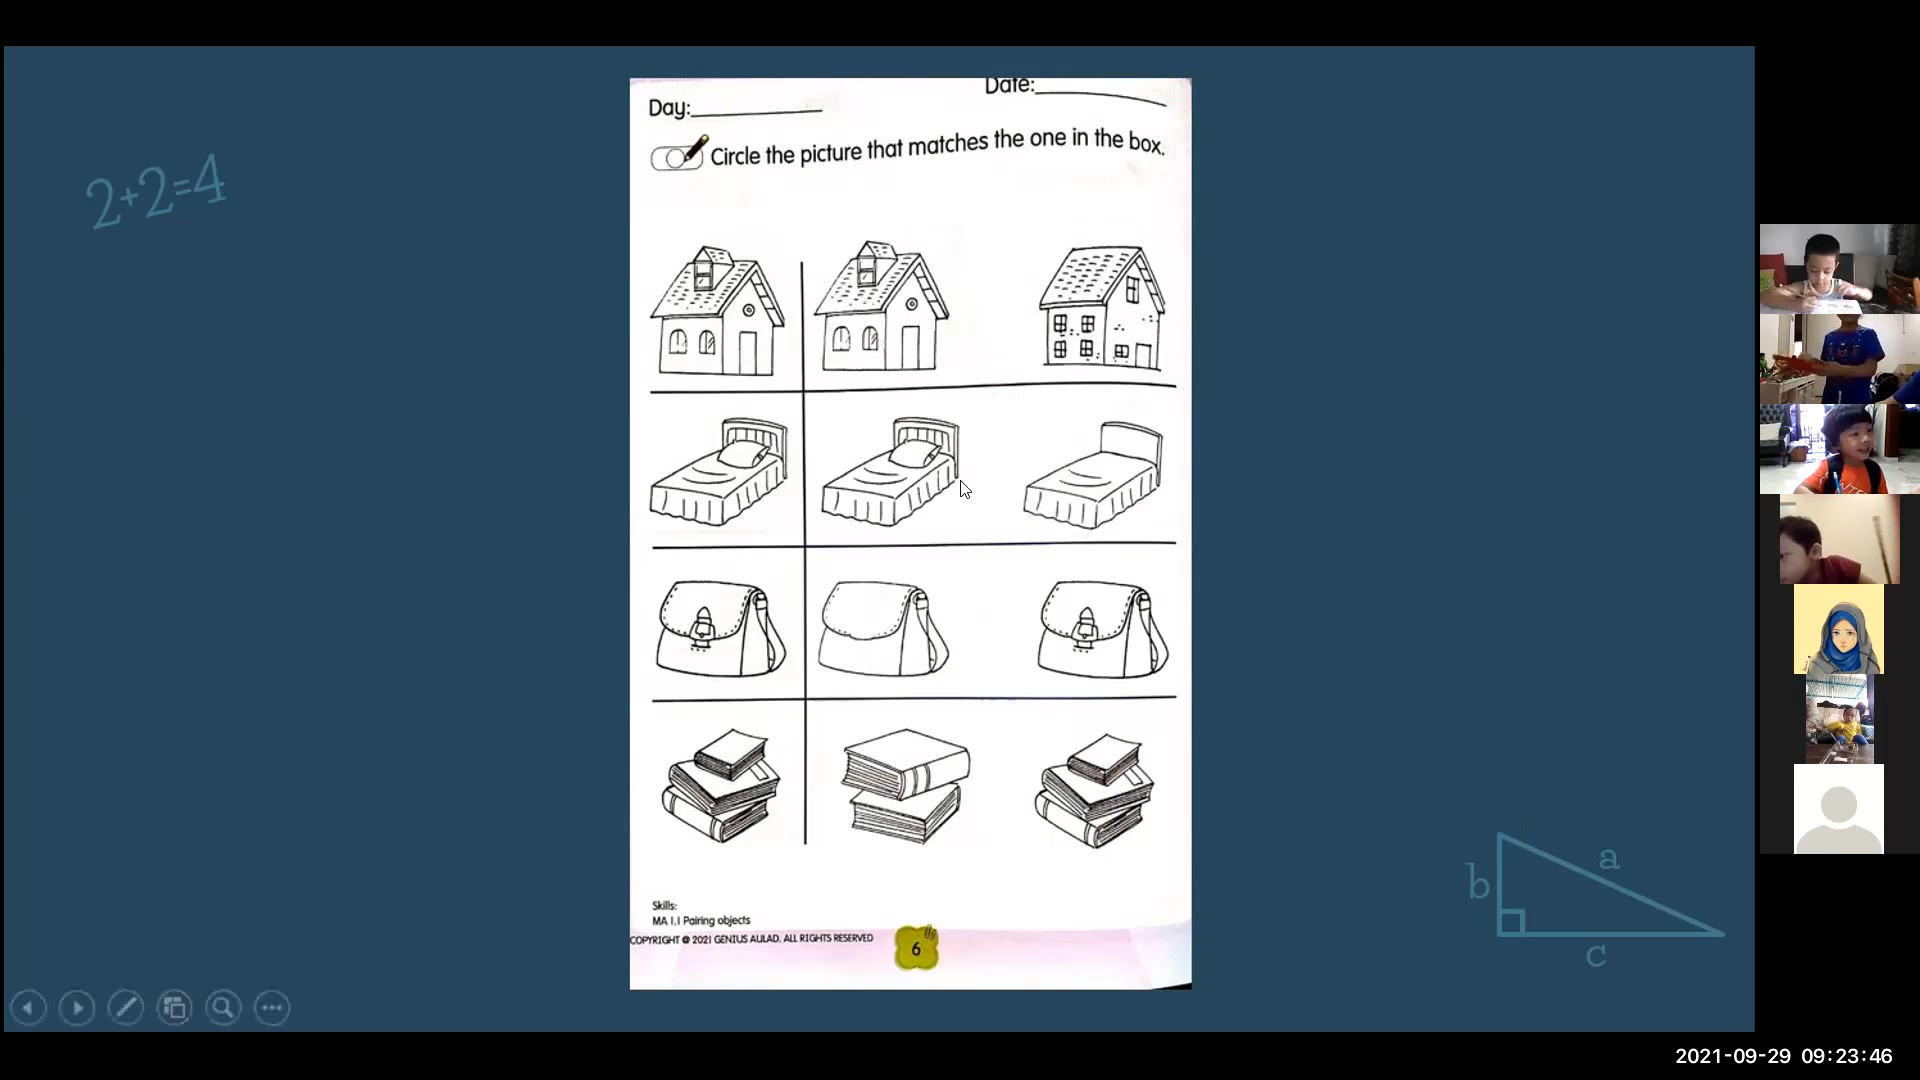 2+2=4
Date:
Day:
Circle the picture that matches the one in the box.
Skills:
MA 1.1 Pairing objects
COPYRIGHT @ 2021 GENIUS AULAD. ALL RIGHTS RESERVED
6
a
b
c
2021-09-29 09:23:46